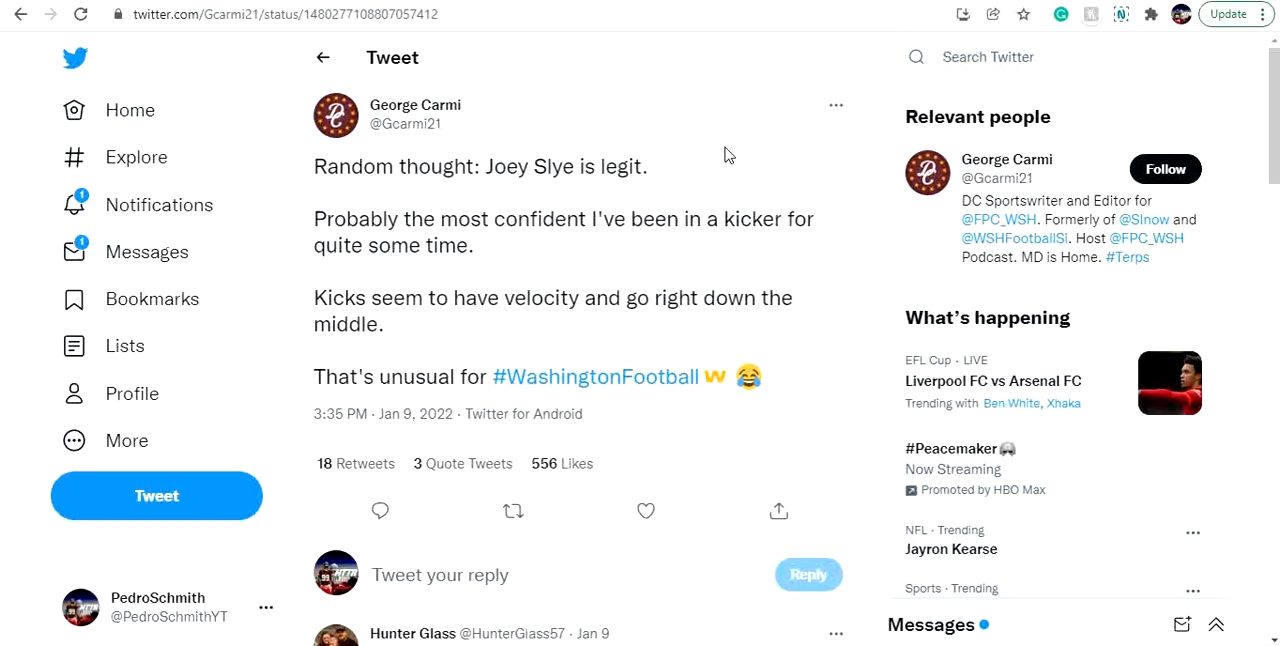 twitter.com/Gcarmi21/status/1480277108807057412
Update
Home
Explore
1
Notifications
1
Messages
Bookmarks
Lists
Profile
More
Tweet
PedroSchmith
@PedroSchmithYT
Tweet
George Carmi
@Gcarmi21
Random thought: Joey Slye is legit.
Probably the most confident I've been in a kicker for
quite some time.
Kicks seem to have velocity and go right down the
middle.
That's unusual for #WashingtonFootball
3:35 PM · Jan 9, 2022 · Twitter for Android
18 Retweets 3 Quote Tweets 556 Likes
Tweet your reply
Reply
Hunter Glass @HunterGlass57 · Jan 9
Search Twitter
Relevant people
George Carmi
@Gcarmi21
Follow
DC Sportswriter and Editor for
@FPC_WSH. Formerly of @SInow and
@WSHFootballSI. Host @FPC_WSH
Podcast. MD is Home. #Terps
What's happening
EFL Cup · LIVE
Liverpool FC vs Arsenal FC
Trending with Ben White, Xhaka
#Peacemaker
Now Streaming
Promoted by HBO Max
NFL · Trending
Jayron Kearse
Sports · Trending
Messages